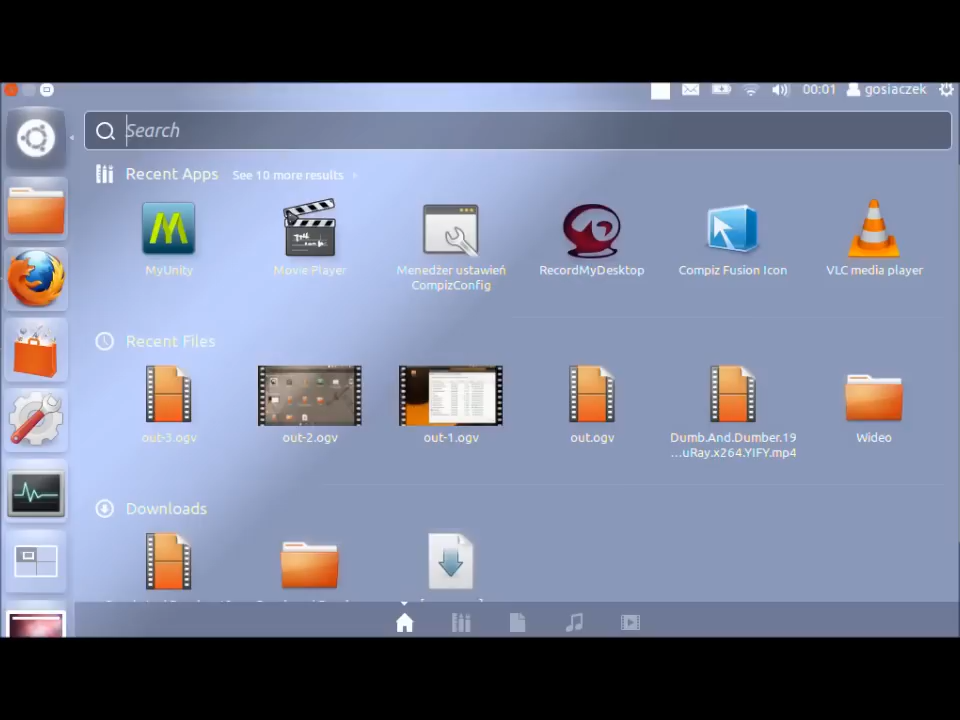 00:01 gosiaczek
Search
Recent Apps See 10 more results
MyUnity
Movie Player
Menedżer ustawień
CompizConfig
RecordMyDesktop
Compiz Fusion Icon
VLC media player
Recent Files
out-3.ogv
out-2.ogv
out-1.ogv
out.ogv
Dumb.And.Dumber.19
...uRay.x264.YIFY.mp4
Wideo
Downloads